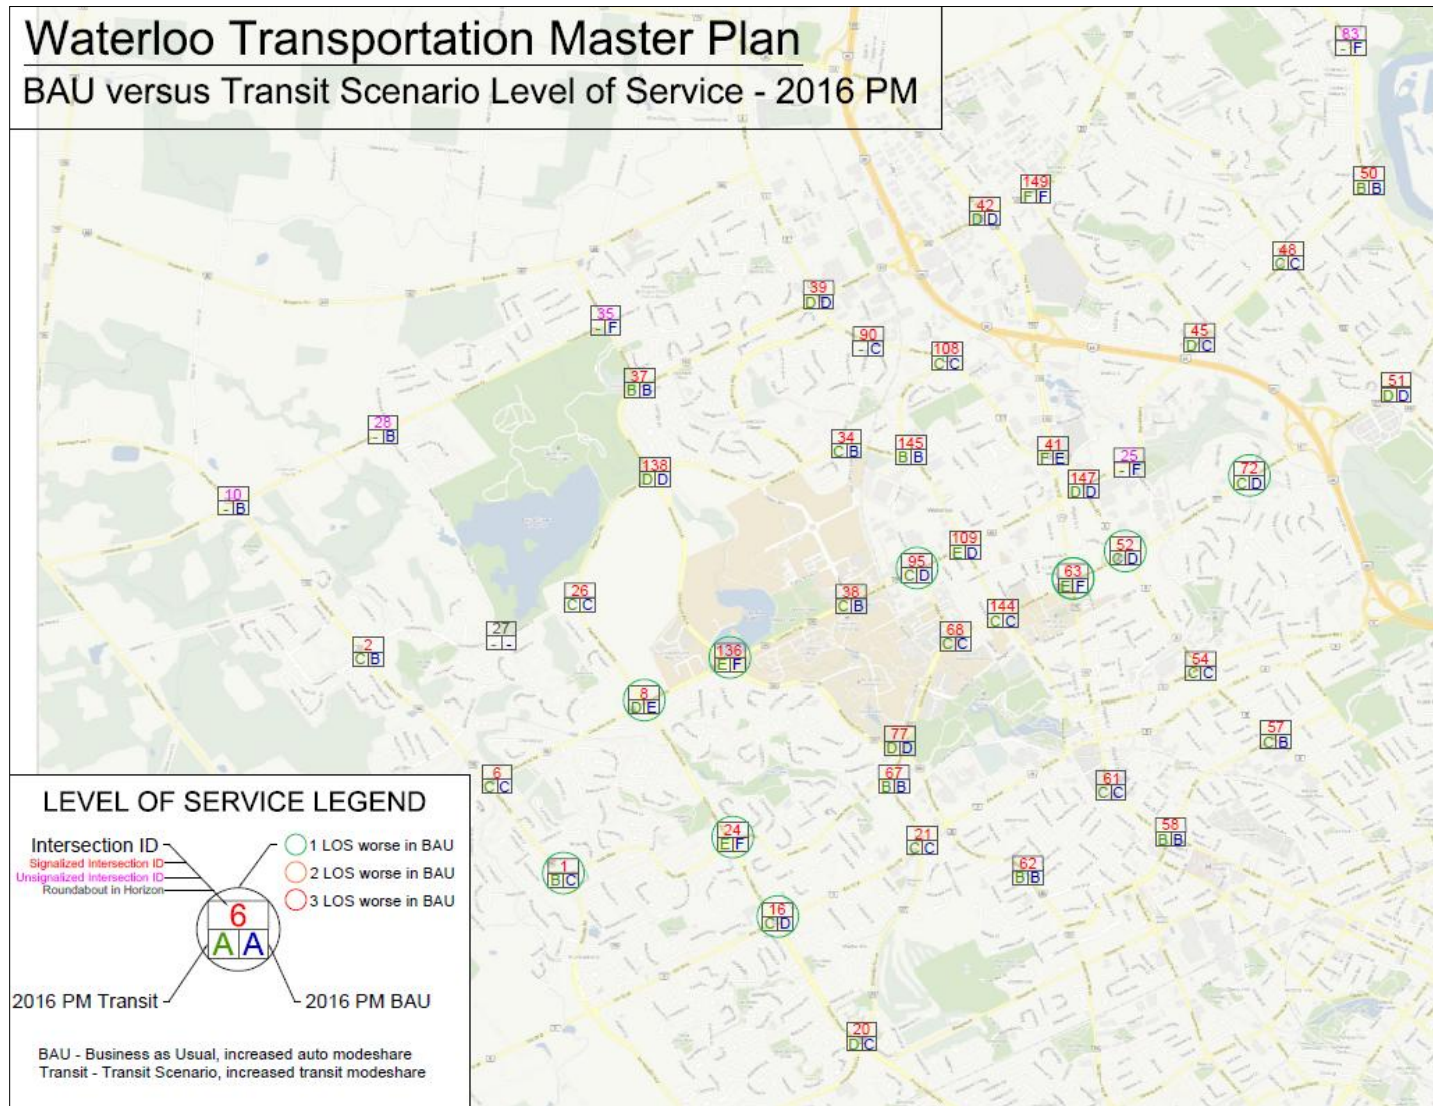 Waterloo Transportation Master Plan
BAU versus Transit Scenario Level of Service - 2016 PM
83
- F
50
B B
149
F F
42
D D
48
C C
39
D D
35
- F
90
- C
45
D C
108
C C
37
B B
51
D D
28
- B
34
C B
145
B B
41
F E
25
- F
138
D D
72
C D
147
D D
10
- B
109
E D
52
C D
95
C D
63
E F
26
C C
38
C B
144
C C
27
- -
68
C C
2
C B
136
E F
54
C C
8
D E
77
D D
57
C B
6
C C
67
B B
61
C C
24
E F
21
C C
58
B B
1
B C
62
B B
16
C D
20
D C
LEVEL OF SERVICE LEGEND
Intersection ID
Signalized Intersection ID
Unsignalized Intersection ID
Roundabout in Horizon
1 LOS worse in BAU
2 LOS worse in BAU
3 LOS worse in BAU
6
A A
2016 PM Transit
2016 PM BAU
BAU - Business as Usual, increased auto modeshare
Transit - Transit Scenario, increased transit modeshare